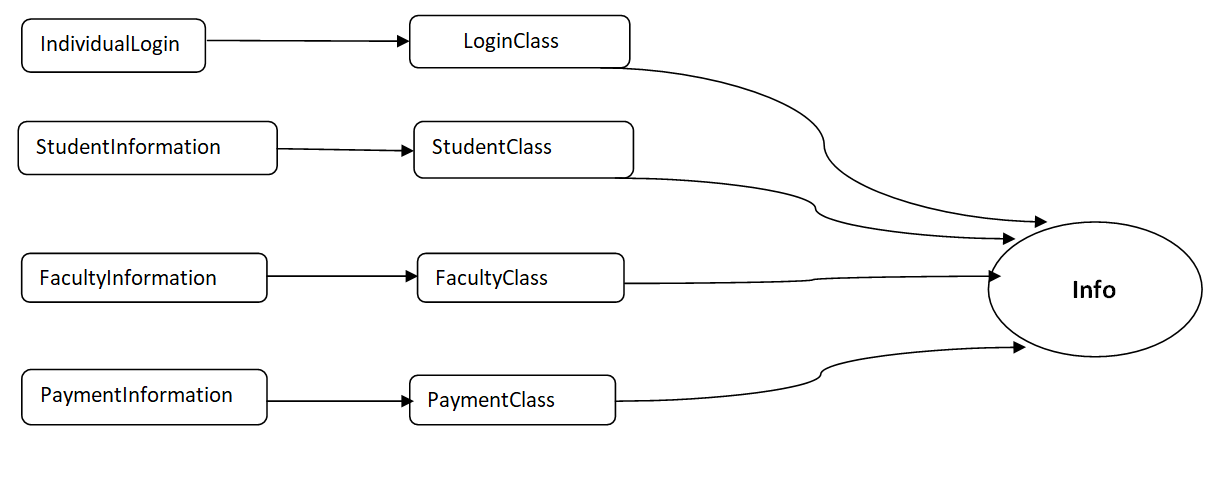 IndividualLogin
LoginClass
StudentInformation
StudentClass
FacultyInformation
FacultyClass
Info
PaymentInformation
PaymentClass